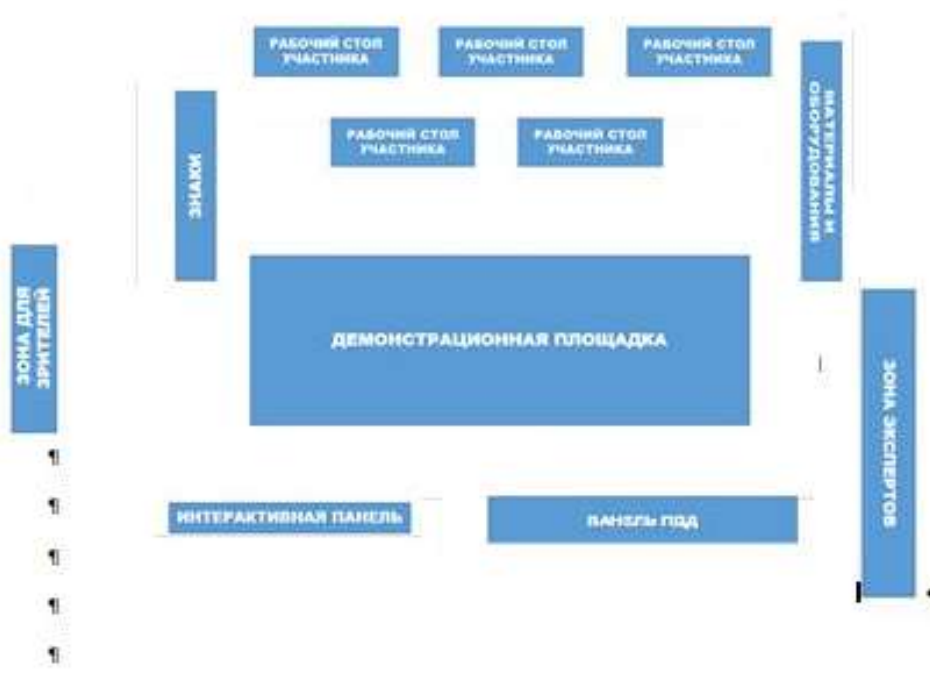 РАБОЧИЙ СТОЛ
УЧАСТНИКА
РАБОЧИЙ СТОЛ
УЧАСТНИКА
РАБОЧИЙ СТОЛ
УЧАСТНИКА
МАТЕРИАЛЫ И
ОБОРУДОВАНИЯ
РАБОЧИЙ СТОЛ
УЧАСТНИКА
РАБОЧИЙ СТОЛ
УЧАСТНИКА
ЗНАКИ
ЗОНА ДЛЯ
ЗРИТЕЛЕЙ
ДЕМОНСТРАЦИОННАЯ ПЛОЩАДКА
ЗОНА ЭКСПЕРТОВ
ИНТЕРАКТИВНАЯ ПАНЕЛЬ
ПАНЕЛЬ ПДД